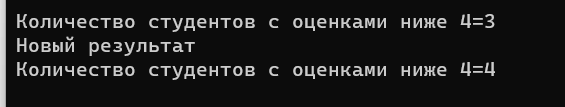 Количество студентов с оценками ниже 4=3
Новый результат
Количество студентов с оценками ниже 4=4